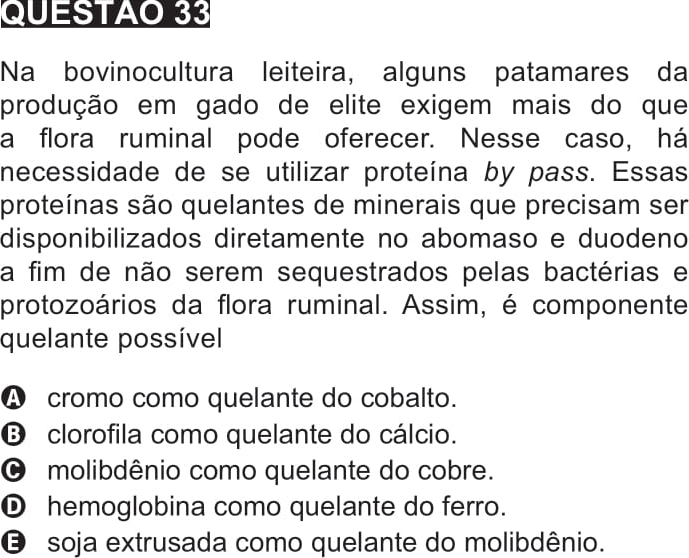 QUESTÃO 33
Na bovinocultura leiteira, alguns patamares da
produção em gado de elite exigem mais do que
a flora ruminal pode oferecer. Nesse caso, há
necessidade de se utilizar proteína by pass. Essas
proteínas são quelantes de minerais que precisam ser
disponibilizados diretamente no abomaso e duodeno
a fim de não serem sequestrados pelas bactérias e
protozoários da flora ruminal. Assim, é componente
quelante possível
A cromo como quelante do cobalto.
B clorofila como quelante do cálcio.
C molibdênio como quelante do cobre.
D hemoglobina como quelante do ferro.
E soja extrusada como quelante do molibdênio.